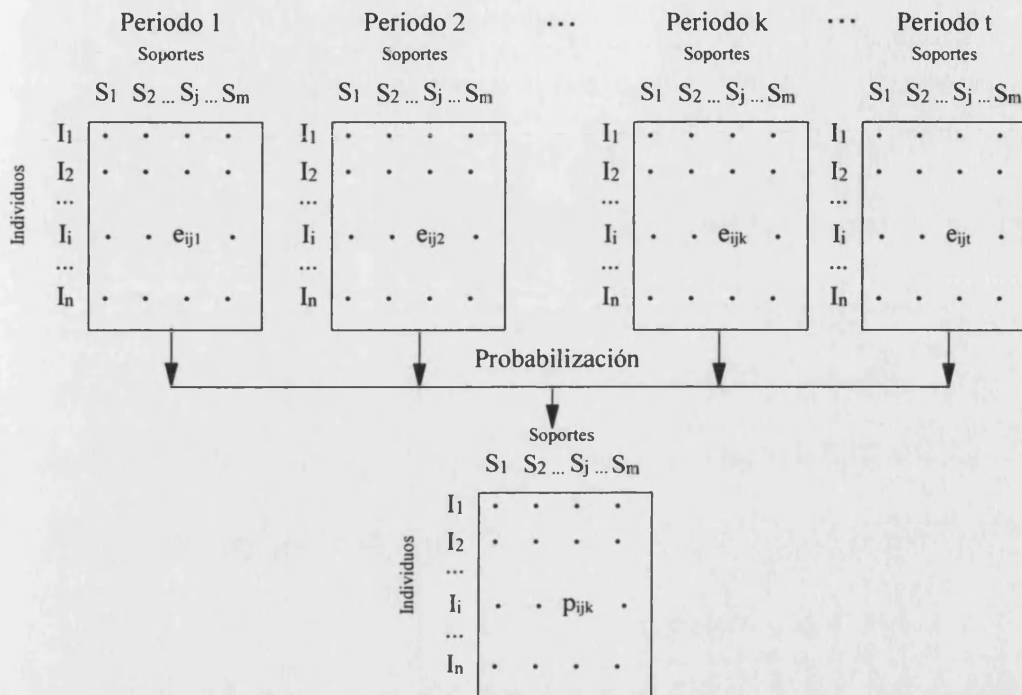 Periodo 1 Periodo 2 ... Periodo k ... Periodo t
Soportes Soportes Soportes Soportes
S1 S2 ... Sj ... Sm S1 S2 ... Sj ... Sm S1 S2 ... Sj ... Sm S1 S2 ... Sj ... Sm
I1 I1 I1 I1
I2 I2 I2 I2
... ... ... ...
Individuos
Ii eij1 Ii eij2 Ii eijk Ii eijt
... ... ... ...
In In In In
Probabilización
Soportes
S1 S2 ... Sj ... Sm
I1
I2
...
Individuos
Ii pijk
...
In